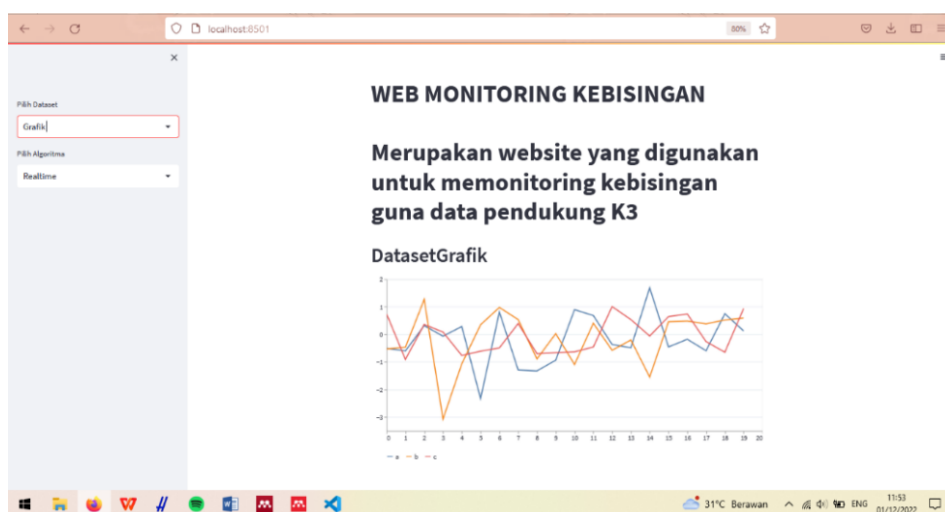 localhost:8501
80%
Pilih Dataset
Grafik
Pilih Algoritma
Realtime
WEB MONITORING KEBISINGAN
Merupakan website yang digunakan
untuk memonitoring kebisingan
guna data pendukung K3
DatasetGrafik
2
1
0
-1
-2
-3
0 1 2 3 4 5 6 7 8 9 10 11 12 13 14 15 16 17 18 19 20
a b c
31°C Berawan
ENG
11:53
01/12/2022